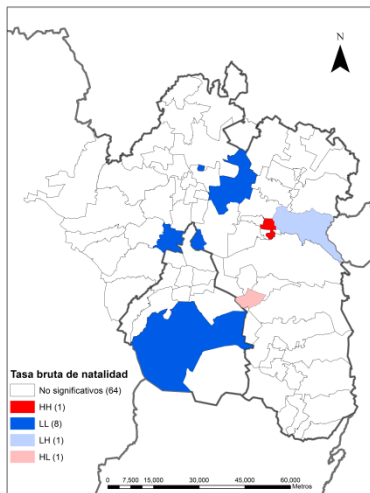 N
Tasa bruta de natalidad
No significativos (64)
HH (1)
LL (8)
LH (1)
HL (1)
0 7,500 15,000 30,000 45,000 60,000
Metros